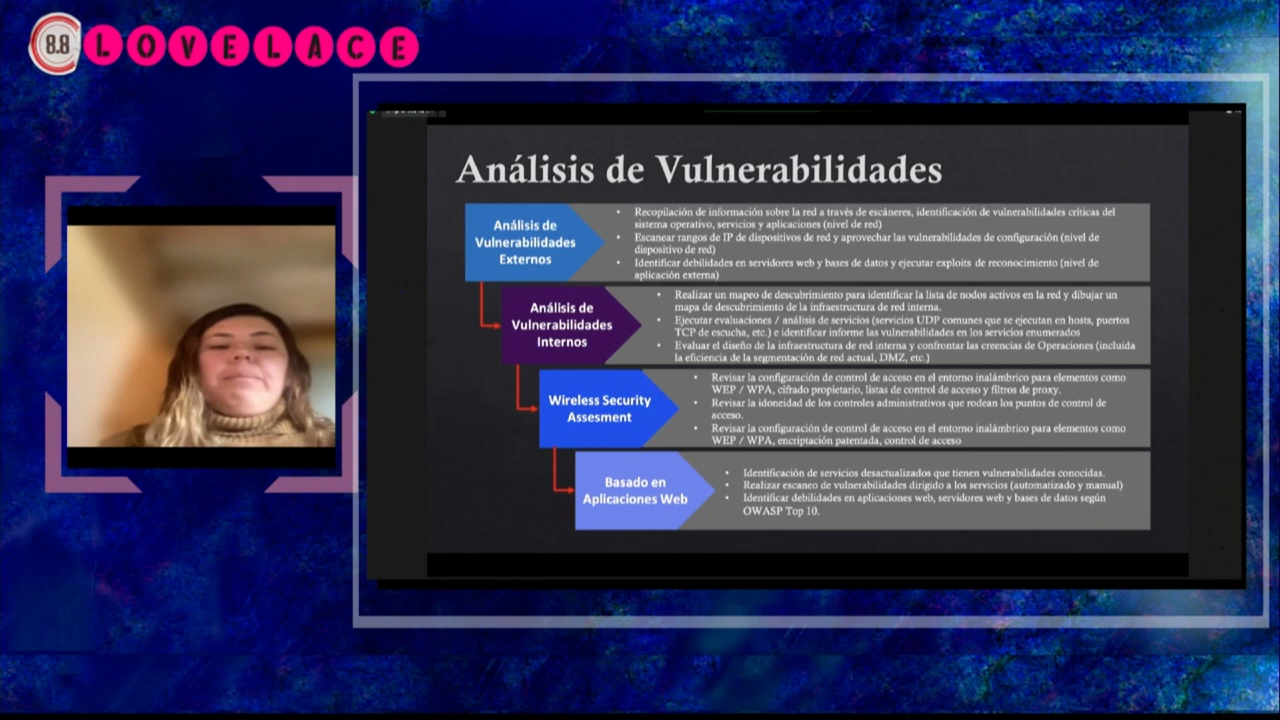 8.8 LOVELACE
Análisis de Vulnerabilidades
Análisis de
Vulnerabilidades
Externos
• Recopilación de información sobre la red a través de escáneres, identificación de vulnerabilidades críticas del
sistema operativo, servicios y aplicaciones (nivel de red)
• Escanear rangos de IP de dispositivos de red y aprovechar las vulnerabilidades de configuración (nivel de
dispositivo de red)
• Identificar debilidades en servidores web y bases de datos y ejecutar exploits de reconocimiento (nivel de
aplicación externa)
Análisis de
Vulnerabilidades
Internos
• Realizar un mapeo de descubrimiento para identificar la lista de nodos activos en la red y dibujar un
mapa de descubrimiento de la infraestructura de red interna.
• Ejecutar evaluaciones / análisis de servicios (servicios UDP comunes que se ejecutan en hosts, puertos
TCP de escucha, etc.) e identificar informe las vulnerabilidades en los servicios enumerados
• Evaluar el diseño de la infraestructura de red interna y confrontar las creencias de Operaciones (incluida
la eficiencia de la segmentación de red actual, DMZ, etc.)
Wireless Security
Assesment
• Revisar la configuración de control de acceso en el entorno inalámbrico para elementos como
WEP / WPA, cifrado propietario, listas de control de acceso y filtros de proxy.
• Revisar la idoneidad de los controles administrativos que rodean los puntos de control de
acceso.
• Revisar la configuración de control de acceso en el entorno inalámbrico para elementos como
WEP / WPA, encriptación patentada, control de acceso
Basado en
Aplicaciones Web
• Identificación de servicios desactualizados que tienen vulnerabilidades conocidas.
• Realizar escaneo de vulnerabilidades dirigido a los servicios (automatizado y manual)
• Identificar debilidades en aplicaciones web, servidores web y bases de datos según
OWASP Top 10.